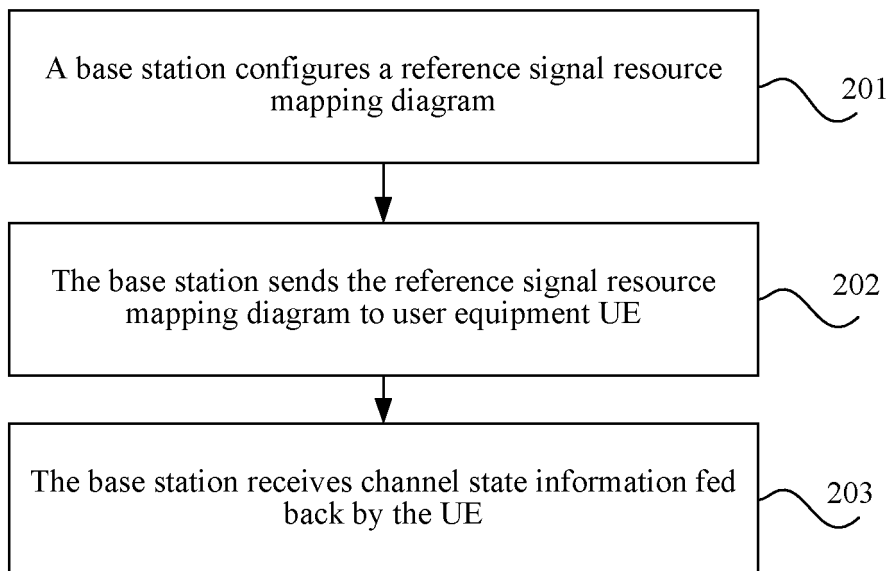 A base station configures a reference signal resource
mapping diagram
201
The base station sends the reference signal resource
mapping diagram to user equipment UE
202
The base station receives channel state information fed
back by the UE
203